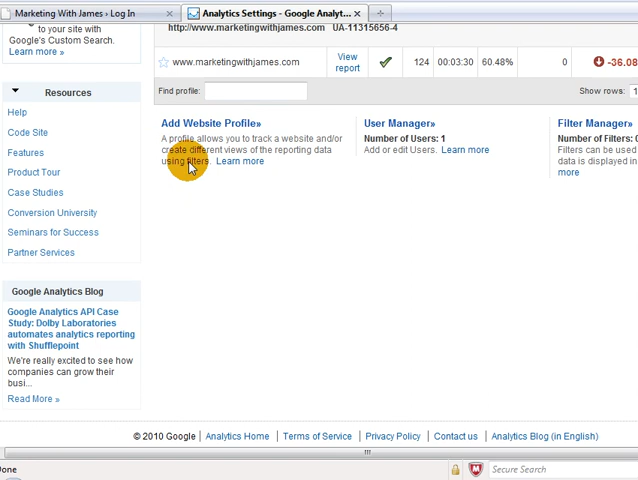 Marketing With James › Log In
Analytics Settings - Google Analyt...
to your site with
Google's Custom Search.
Learn more »
http://www.marketingwithjames.com UA-11315656-4
www.marketingwithjames.com View report 124 00:03:30 60.48% 0 -36.08
Find profile: Show rows: 1
Resources
Help
Code Site
Features
Product Tour
Case Studies
Conversion University
Seminars for Success
Partner Services
Add Website Profile»
A profile allows you to track a website and/or
create different views of the reporting data
using filters. Learn more
User Manager»
Number of Users: 1
Add or edit Users. Learn more
Filter Manager»
Number of Filters: 
Filters can be used
data is displayed in
more
Google Analytics Blog
Google Analytics API Case
Study: Dolby Laboratories
automates analytics reporting
with Shufflepoint
We're really excited to see how
companies can grow their
busi...
Read More »
© 2010 Google Analytics Home Terms of Service Privacy Policy Contact us Analytics Blog (in English)
Done
Secure Search